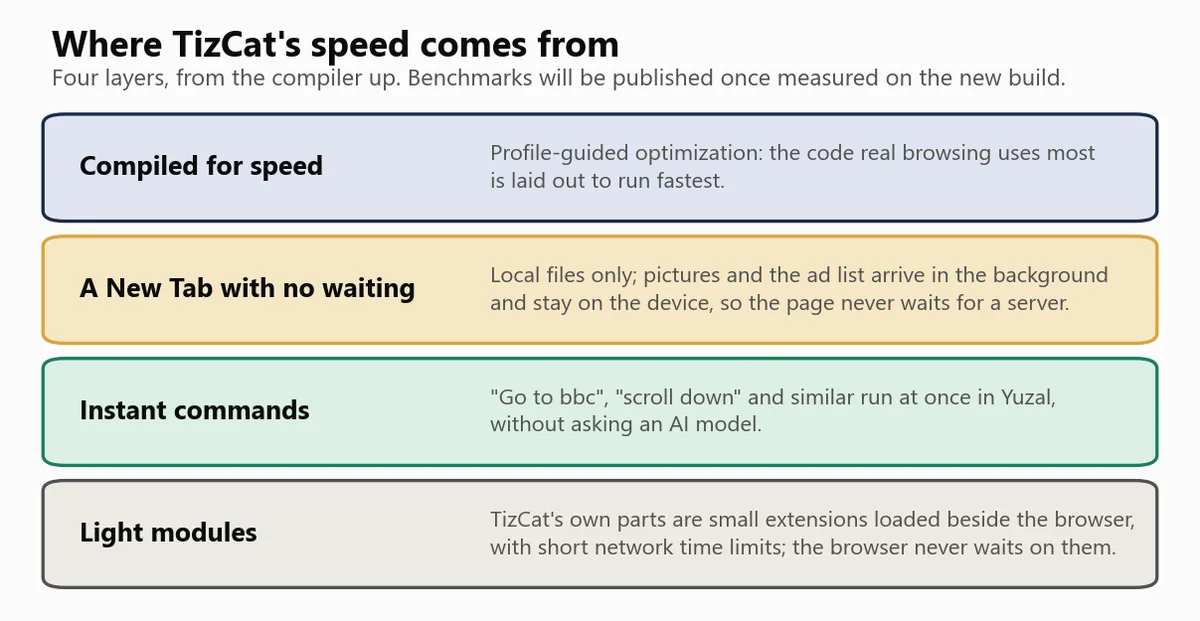 Where TizCat's speed comes from
Four layers, from the compiler up. Benchmarks will be published once measured on the new build.
Compiled for speed
Profile-guided optimization: the code real browsing uses most
is laid out to run fastest.
A New Tab with no waiting
Local files only; pictures and the ad list arrive in the background
and stay on the device, so the page never waits for a server.
Instant commands
"Go to bbc", "scroll down" and similar run at once in Yuzal,
without asking an AI model.
Light modules
TizCat's own parts are small extensions loaded beside the browser,
with short network time limits; the browser never waits on them.